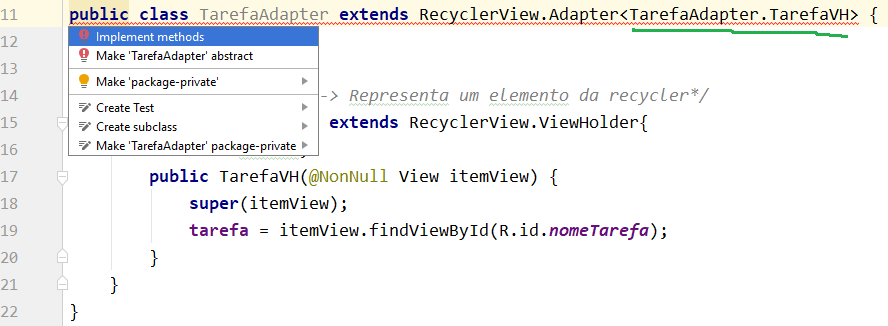 11 public class TarefaAdapter extends RecyclerView.Adapter<TarefaAdapter.TarefaVH> {
12 Implement methods
13 Make 'TarefaAdapter' abstract
Make 'package-private'
14 -> Representa um elemento da recycler*/
Create Test
15 extends RecyclerView.ViewHolder{
Create subclass
16 Make 'TarefaAdapter' package-private
17 public TarefaVH(@NonNull View itemView) {
18 super(itemView);
19 tarefa = itemView.findViewById(R.id.nomeTarefa);
20 }
21 }
22 }